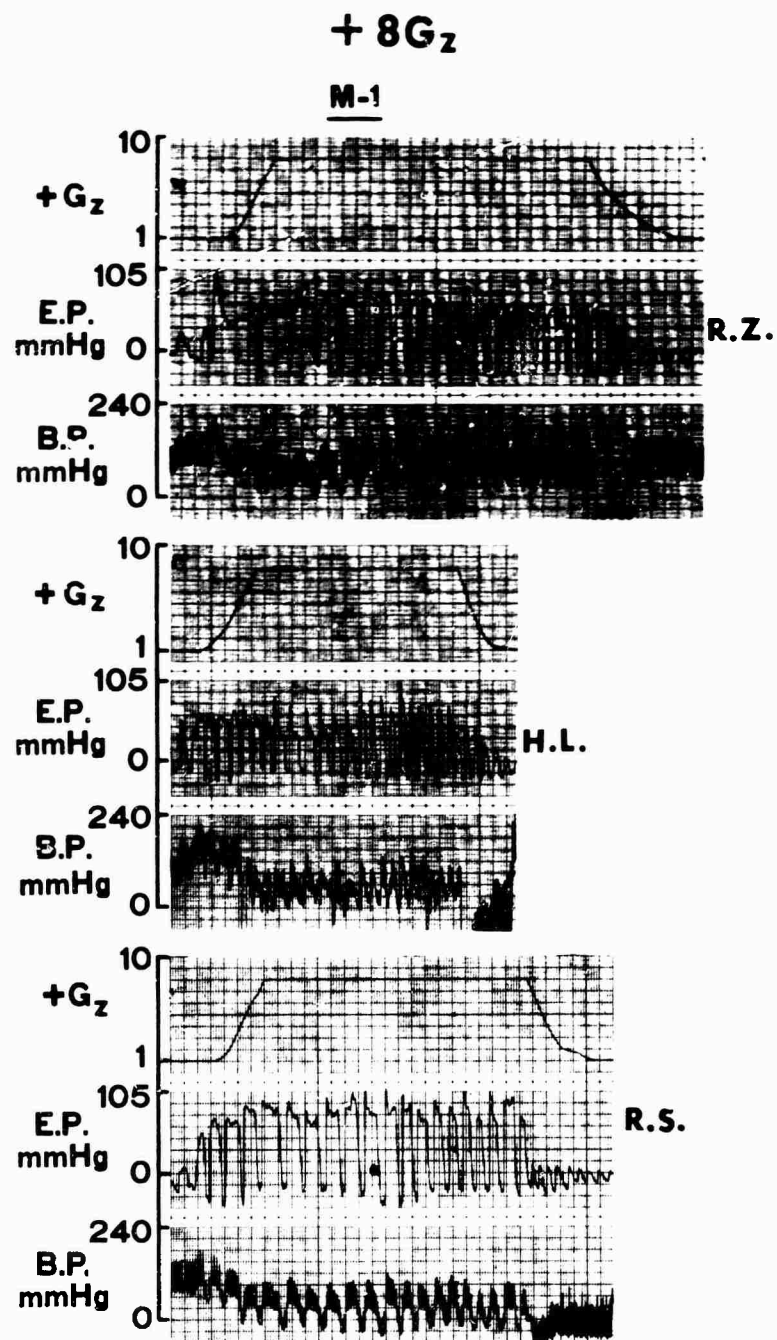 + 8Gz
M-1
10
+Gz
1
105
E.P.
mmHg
0
R.Z.
240
B.P.
mmHg
0
10
+Gz
1
105
E.P.
mmHg
0
H.L.
240
B.P.
mmHg
0
10
+Gz
1
105
E.P.
mmHg
0
R.S.
240
B.P.
mmHg
0